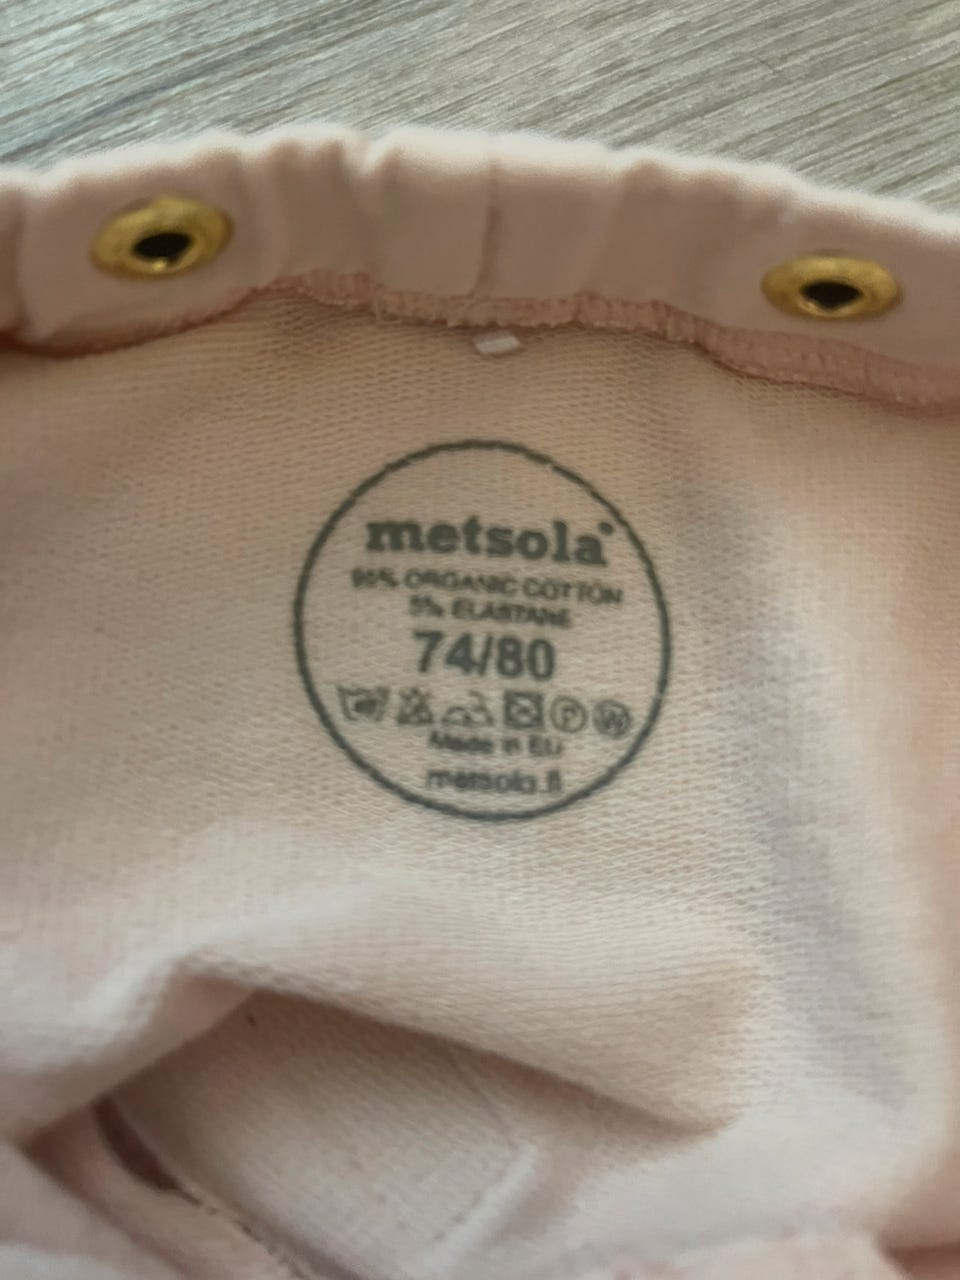 metsola®
95% ORGANIC COTTON
5% ELASTANE
74/80
P W
Made in EU
metsola.fi